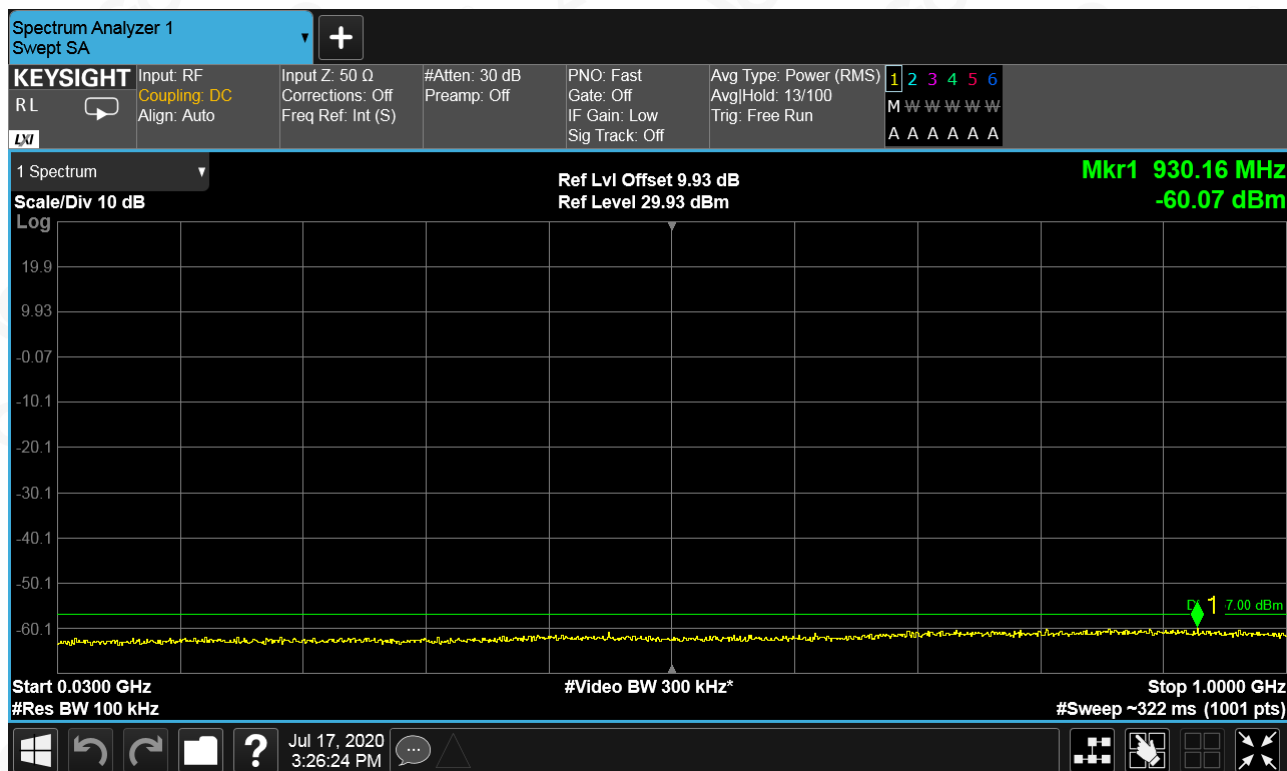 Spectrum Analyzer 1
Swept SA
KEYSIGHT
R L
LXI
Input: RF
Coupling: DC
Align: Auto
Input Z: 50 Ω
Corrections: Off
Freq Ref: Int (S)
#Atten: 30 dB
Preamp: Off
PNO: Fast
Gate: Off
IF Gain: Low
Sig Track: Off
Avg Type: Power (RMS)
Avg|Hold: 13/100
Trig: Free Run
1 2 3 4 5 6
M W W W W W
A A A A A A
1 Spectrum
Scale/Div 10 dB
Ref Lvl Offset 9.93 dB
Ref Level 29.93 dBm
Mkr1 930.16 MHz
-60.07 dBm
Log
19.9
9.93
-0.07
-10.1
-20.1
-30.1
-40.1
-50.1
-60.1
1
7.00 dBm
Start 0.0300 GHz
#Video BW 300 kHz*
Stop 1.0000 GHz
#Res BW 100 kHz
#Sweep ~322 ms (1001 pts)
?
Jul 17, 2020
3:26:24 PM